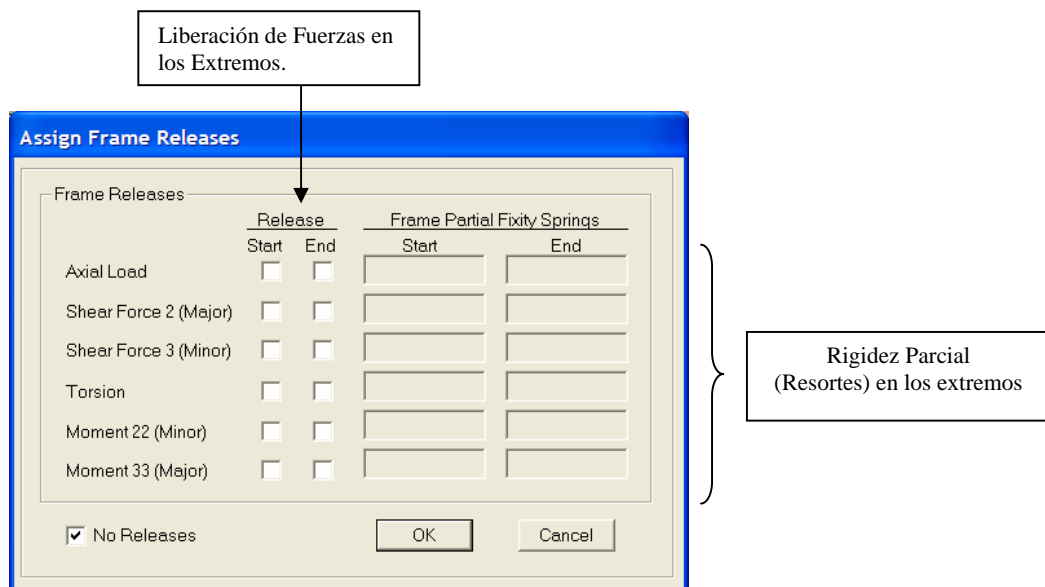 Liberación de Fuerzas en
los Extremos.
Assign Frame Releases
Frame Releases
Release
Frame Partial Fixity Springs
Start End Start End
Axial Load
Shear Force 2 (Major)
Shear Force 3 (Minor)
Torsion
Moment 22 (Minor)
Moment 33 (Major)
No Releases
OK
Cancel
Rigidez Parcial
(Resortes) en los extremos